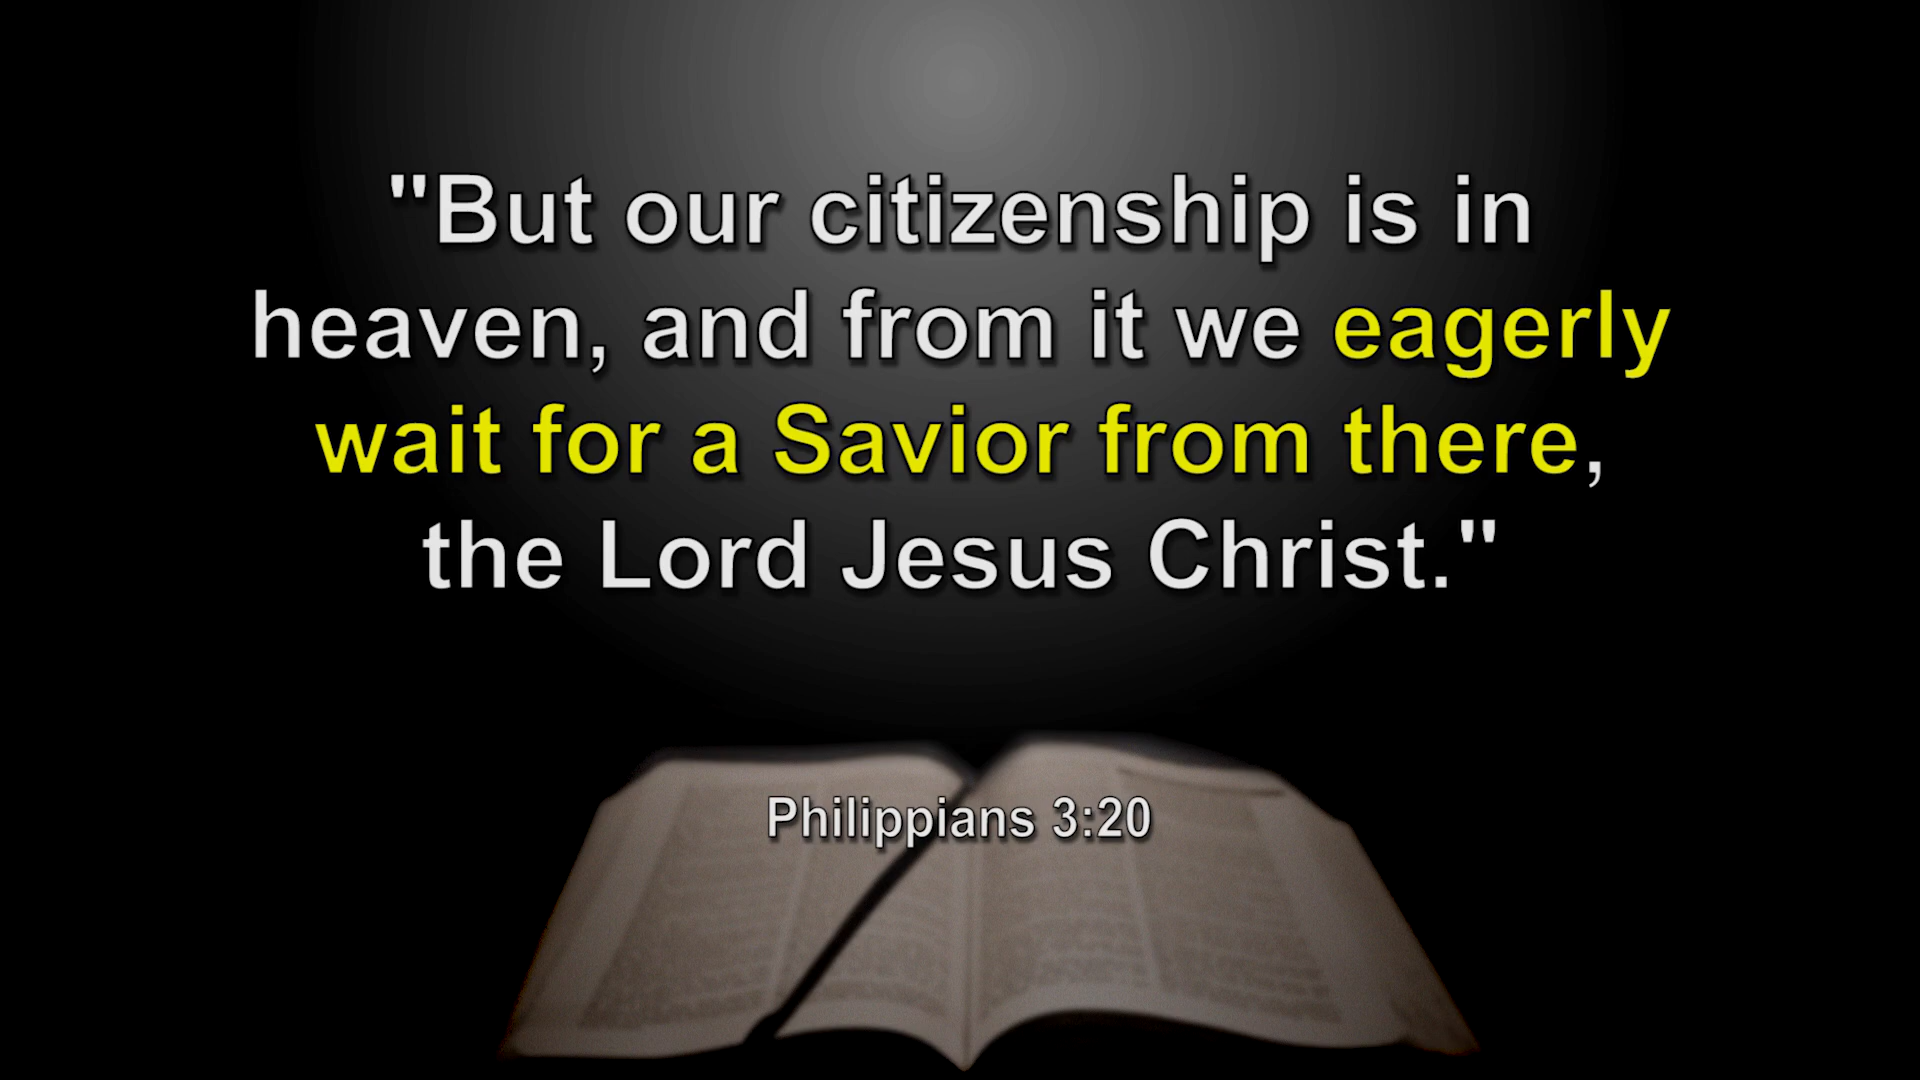 "But our citizenship is in
heaven, and from it we eagerly
wait for a Savior from there,
the Lord Jesus Christ."
Philippians 3:20